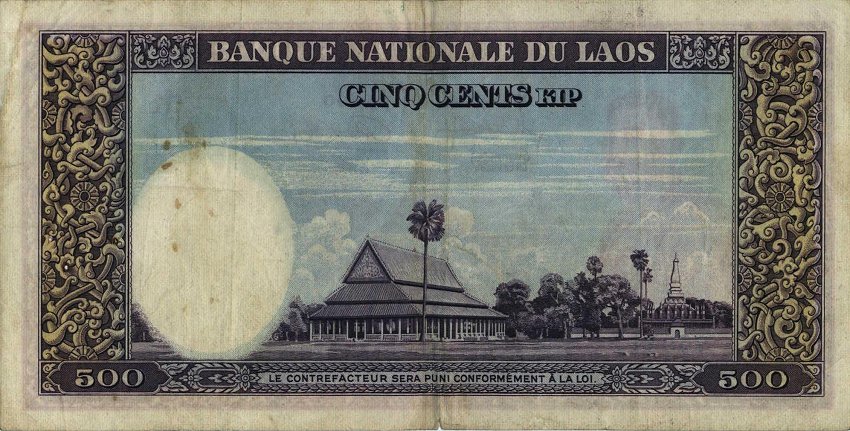 BANQUE NATIONALE DU LAOS
CINQ CENTS KIP
500
LE CONTREFACTEUR SERA PUNI CONFORMÉMENT À LA LOI.
500